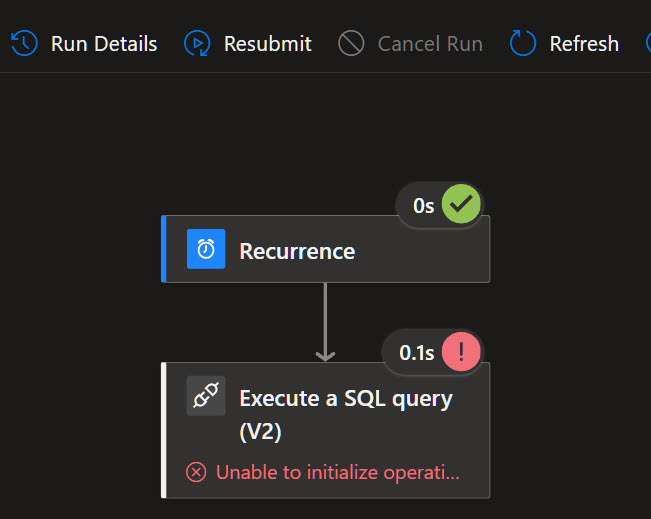 Run Details Resubmit Cancel Run Refresh
0s
Recurrence
0.1s
Execute a SQL query
(V2)
Unable to initialize operati...